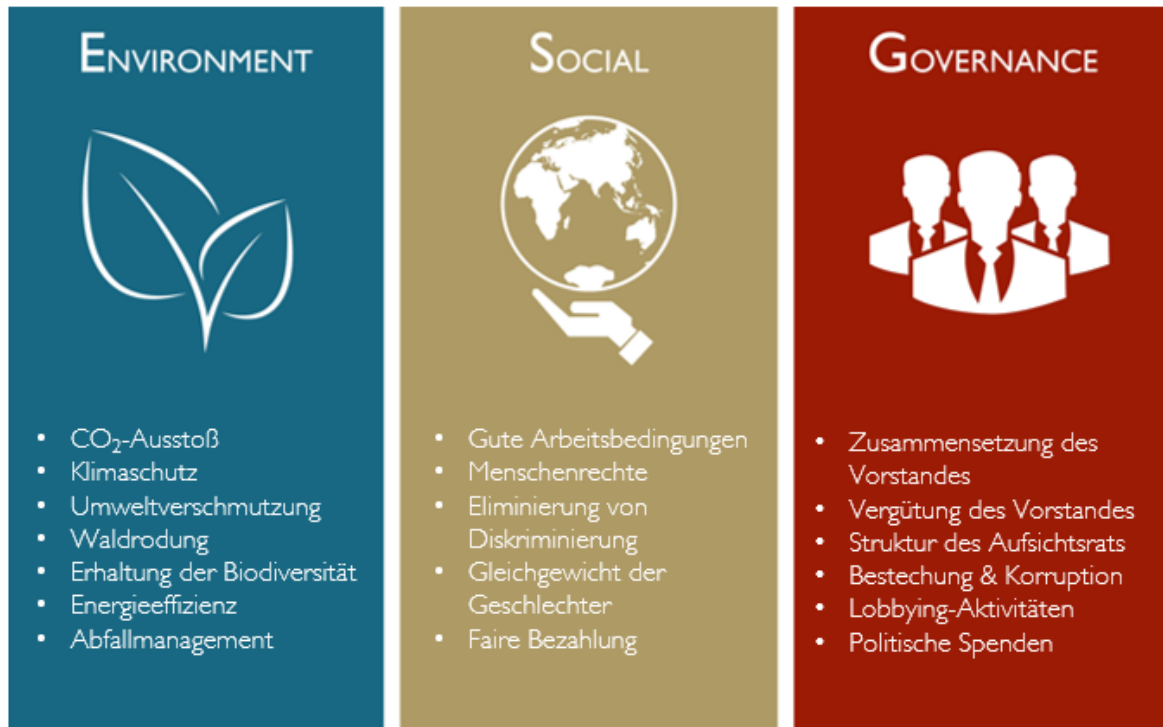 ENVIRONMENT
• CO₂-Ausstoß
• Klimaschutz
• Umweltverschmutzung
• Waldrodung
• Erhaltung der Biodiversität
• Energieeffizienz
• Abfallmanagement
SOCIAL
• Gute Arbeitsbedingungen
• Menschenrechte
• Eliminierung von
Diskriminierung
• Gleichgewicht der
Geschlechter
• Faire Bezahlung
GOVERNANCE
• Zusammensetzung des
Vorstandes
• Vergütung des Vorstandes
• Struktur des Aufsichtsrats
• Bestechung & Korruption
• Lobbying-Aktivitäten
• Politische Spenden